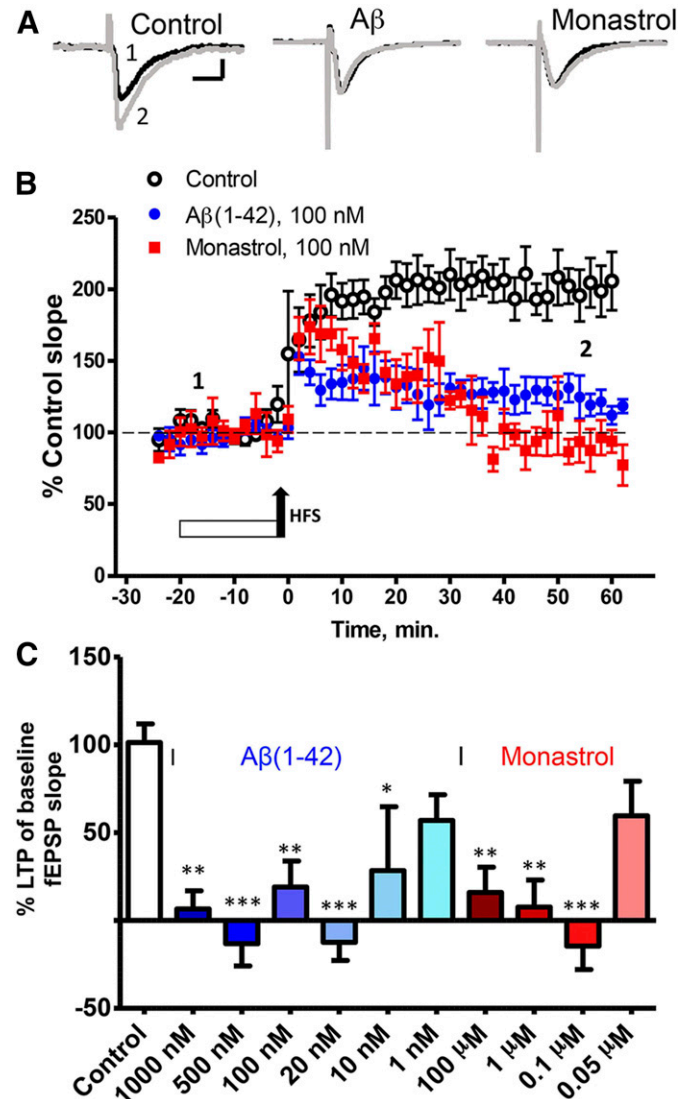 A
Control
Aβ
Monastrol
1
2
B
Control
Aβ(1-42), 100 nM
Monastrol, 100 nM
250
200
150
100
50
0
% Control slope
1
2
HFS
-30 -20 -10 0 10 20 30 40 50 60
Time, min.
C
150
100
50
0
-50
% LTP of baseline
fEPSP slope
Aβ(1-42)
Monastrol
** *** ** *** * ** ** ***
Control 1000 nM 500 nM 100 nM 20 nM 10 nM 1 nM 100 μM 1 μM 0.1 μM 0.05 μM